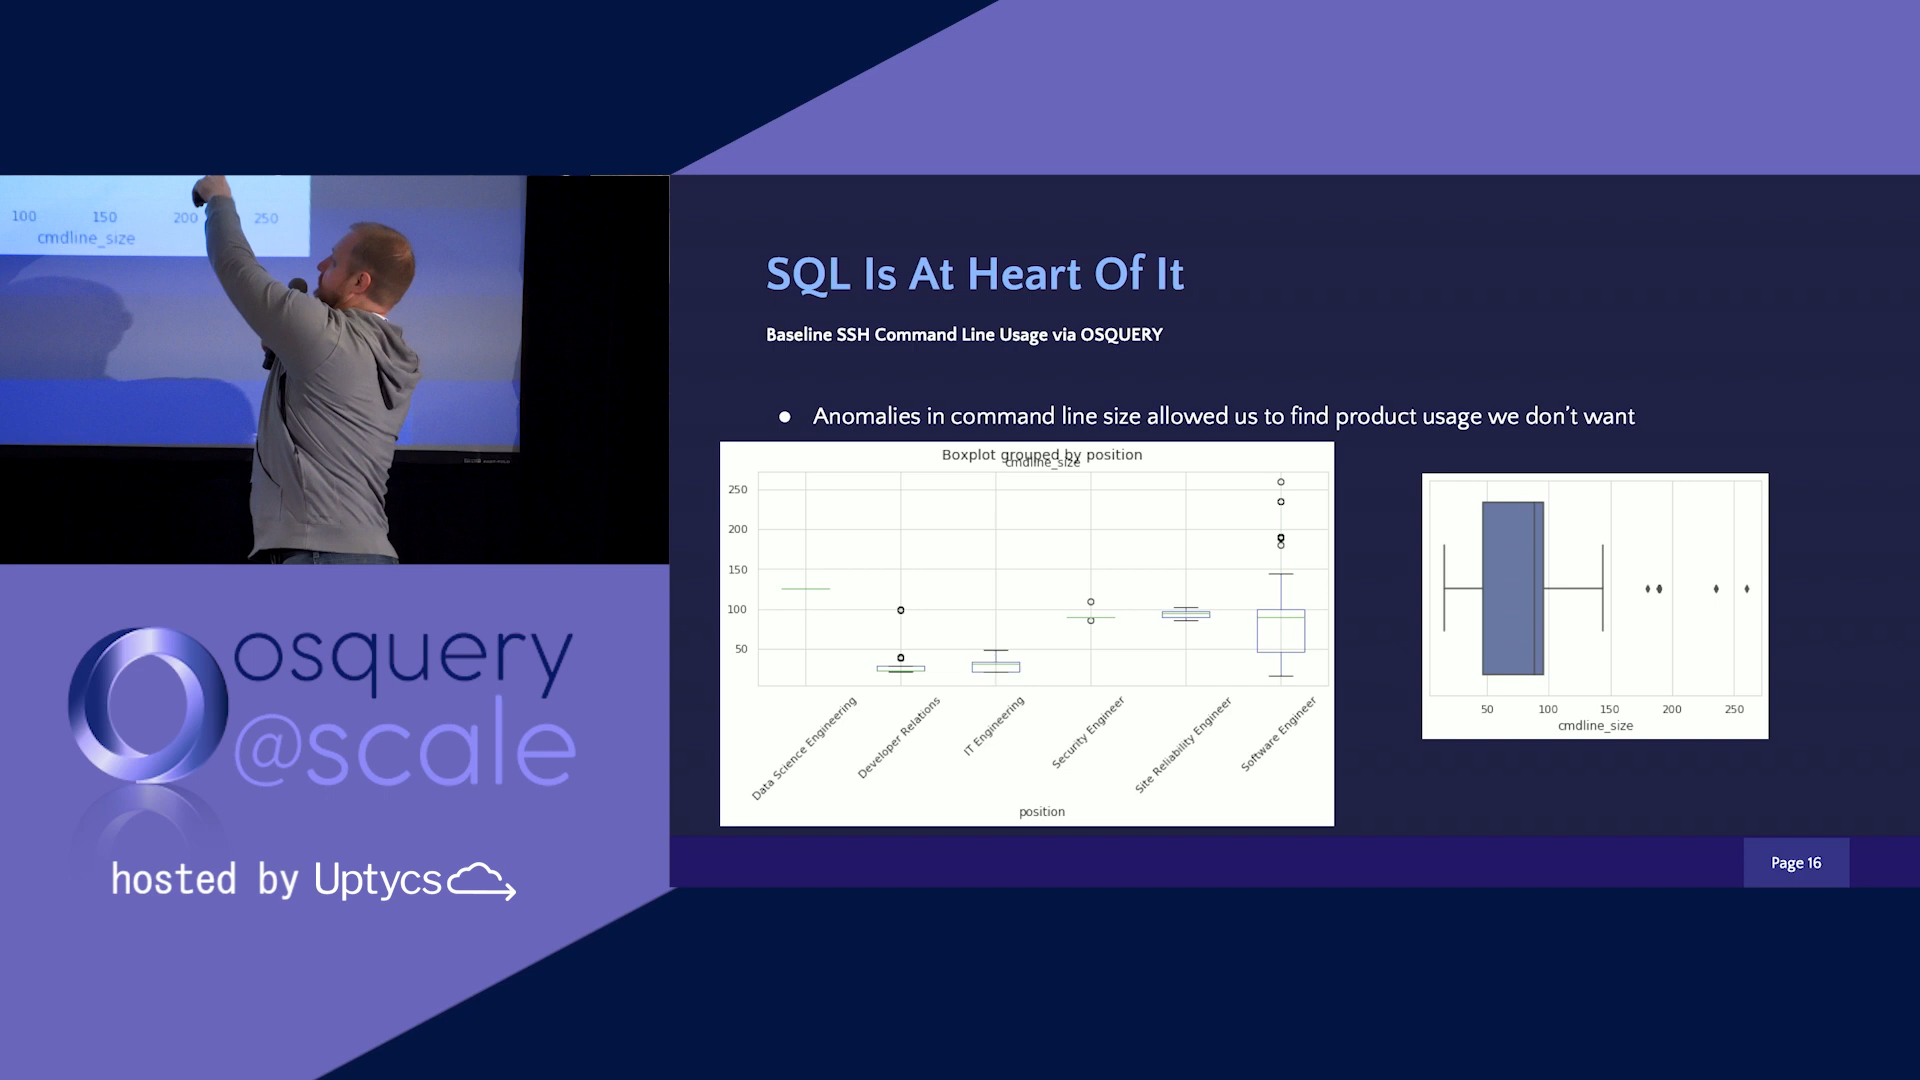 100 150 200 250
cmdline_size
SQL Is At Heart Of It
Baseline SSH Command Line Usage via OSQUERY
● Anomalies in command line size allowed us to find product usage we don’t want
Boxplot grouped by position
cmdline_size
250
200
150
100
50
Data Science Engineering
Developer Relations
IT Engineering
Security Engineer
Site Reliability Engineer
Software Engineer
position
50 100 150 200 250
cmdline_size
Page 16
osquery
@scale
hosted by Uptycs